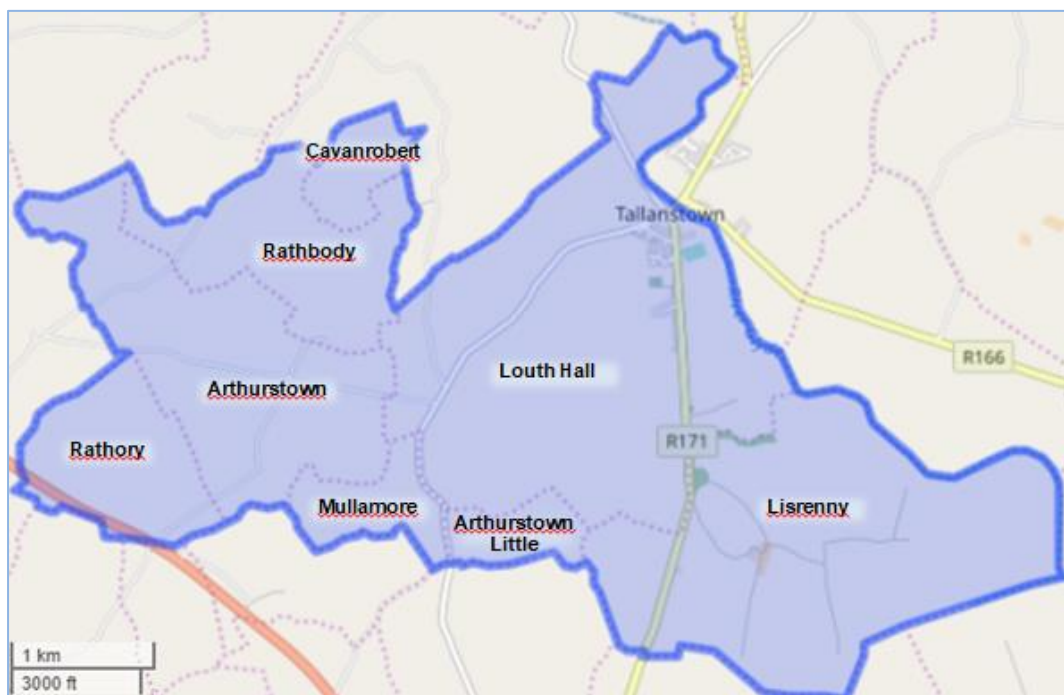 Cavanrobert
Tallanstown
Rathbody
R166
Louth Hall
Arthurstown
R171
Rathory
Mullamore
Lisrenny
Arthurstown
Little
1 km
3000 ft